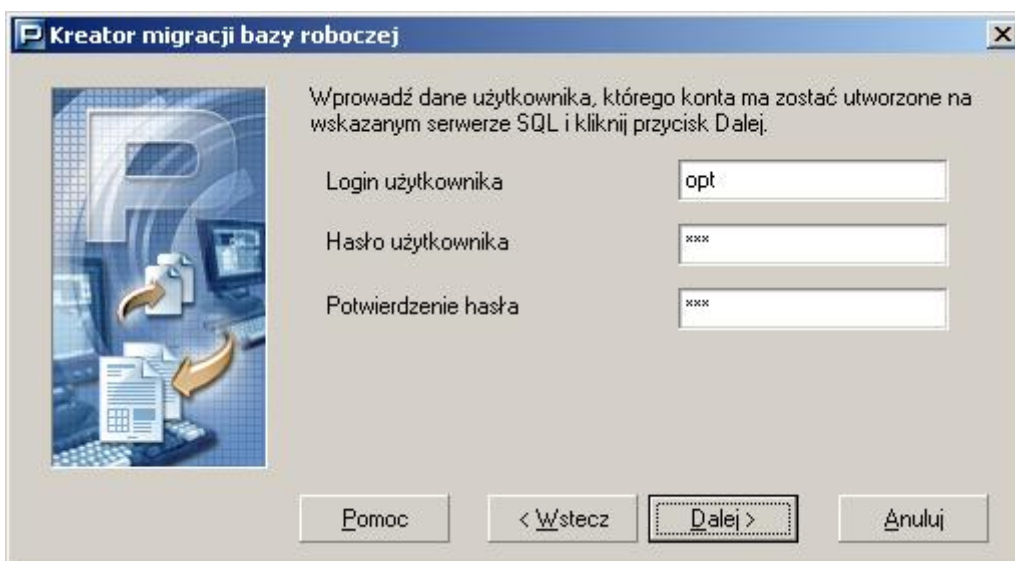 Kreator migracji bazy roboczej
Wprowadź dane użytkownika, którego konta ma zostać utworzone na
wskazanym serwerze SQL i kliknij przycisk Dalej.
Login użytkownika opt
Hasło użytkownika ***
Potwierdzenie hasła ***
Pomoc < Wstecz Dalej > Anuluj